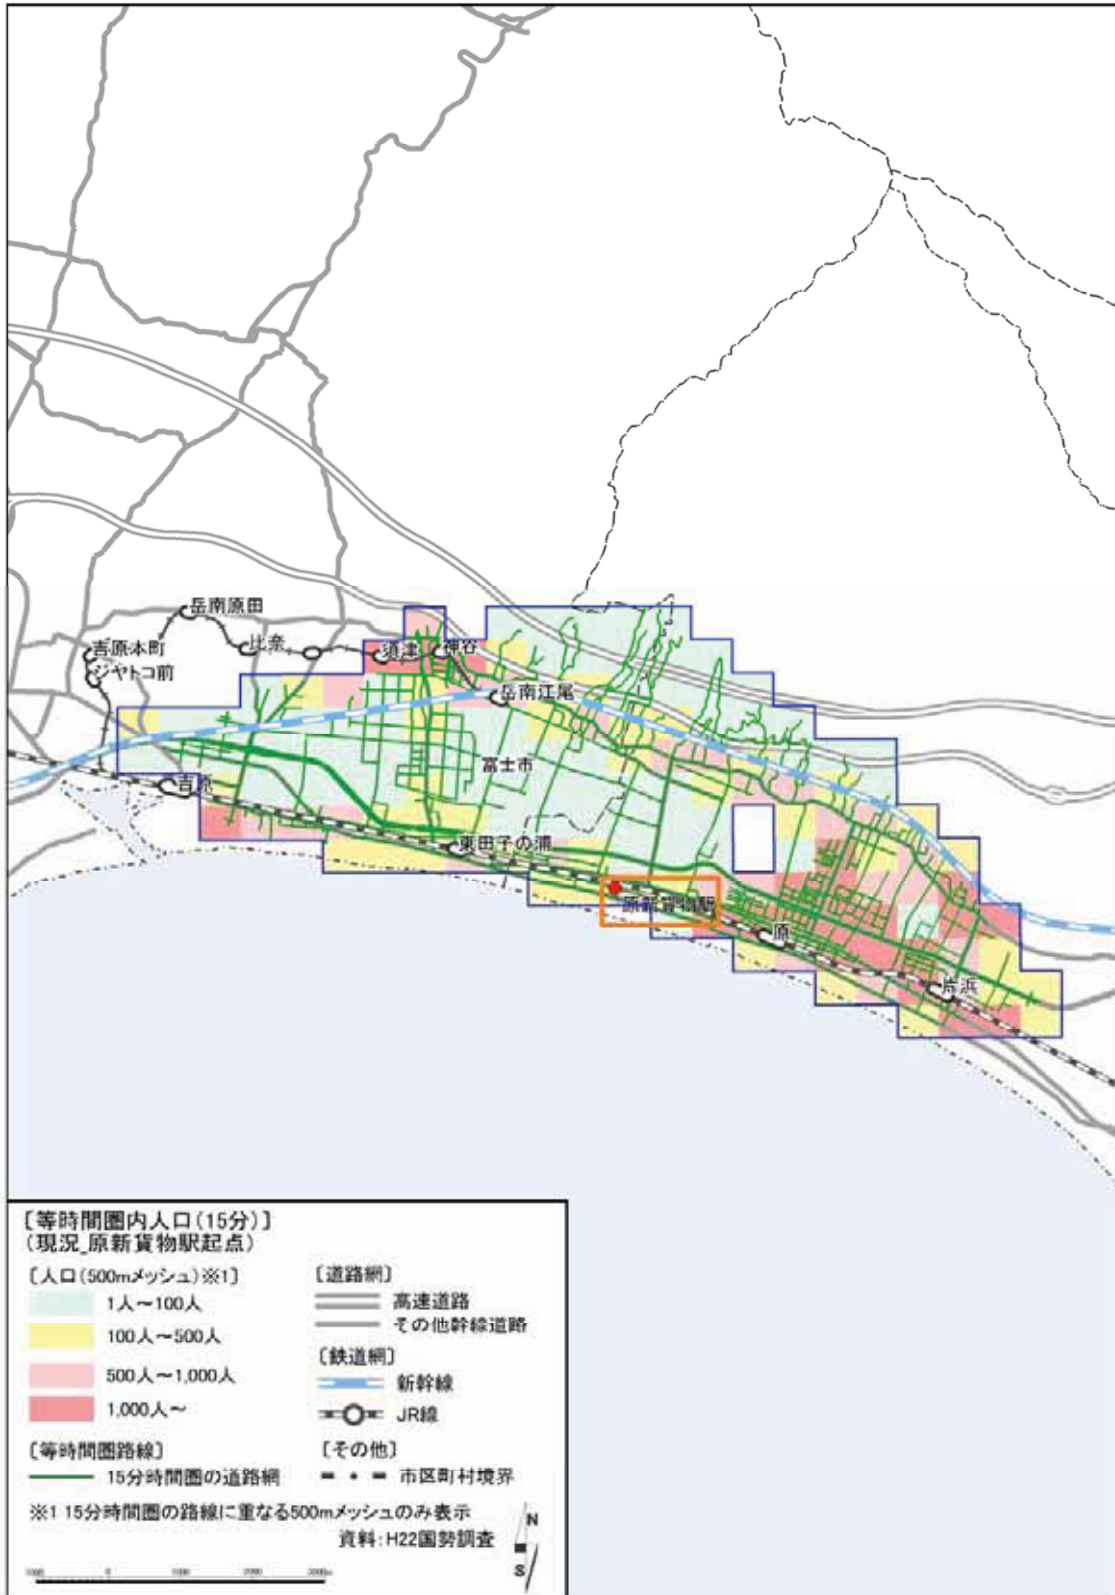 岳南原田
比奈
吉原本町
ジヤトコ前
須津
神谷
岳南江尾
富士市
吉原
東田子の浦
原新貨物駅
原
片浜
[等時間圏内人口(15分)]
(現況_原新貨物駅起点)
[人口(500mメッシュ)※1]
1人～100人
100人～500人
500人～1,000人
1,000人～
[等時間圏路線]
15分時間圏の道路網
[道路網]
高速道路
その他幹線道路
[鉄道網]
新幹線
JR線
[その他]
市区町村境界
※1 15分時間圏の路線に重なる500mメッシュのみ表示
資料：H22国勢調査
N
S
1000 0 1000 2000 3000m